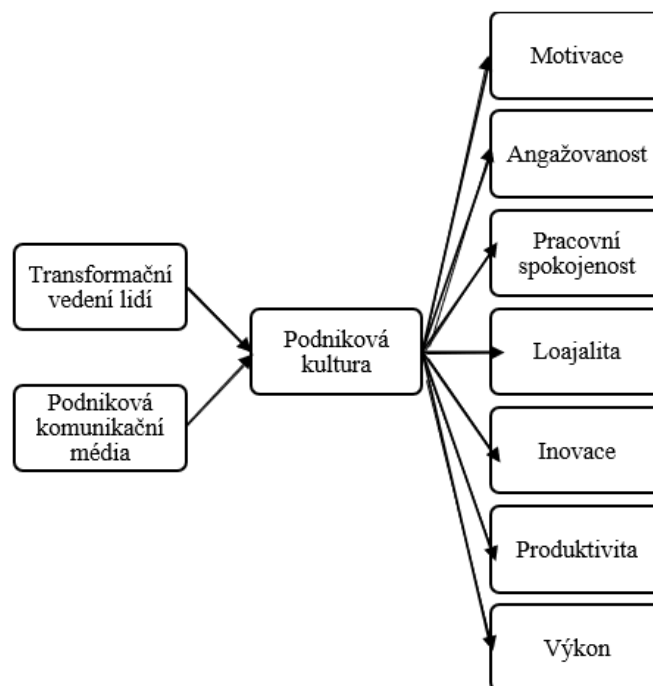 Transformační
vedení lidí
Podniková
komunikační
média
Podniková
kultura
Motivace
Angažovanost
Pracovní
spokojenost
Loajalita
Inovace
Produktivita
Výkon